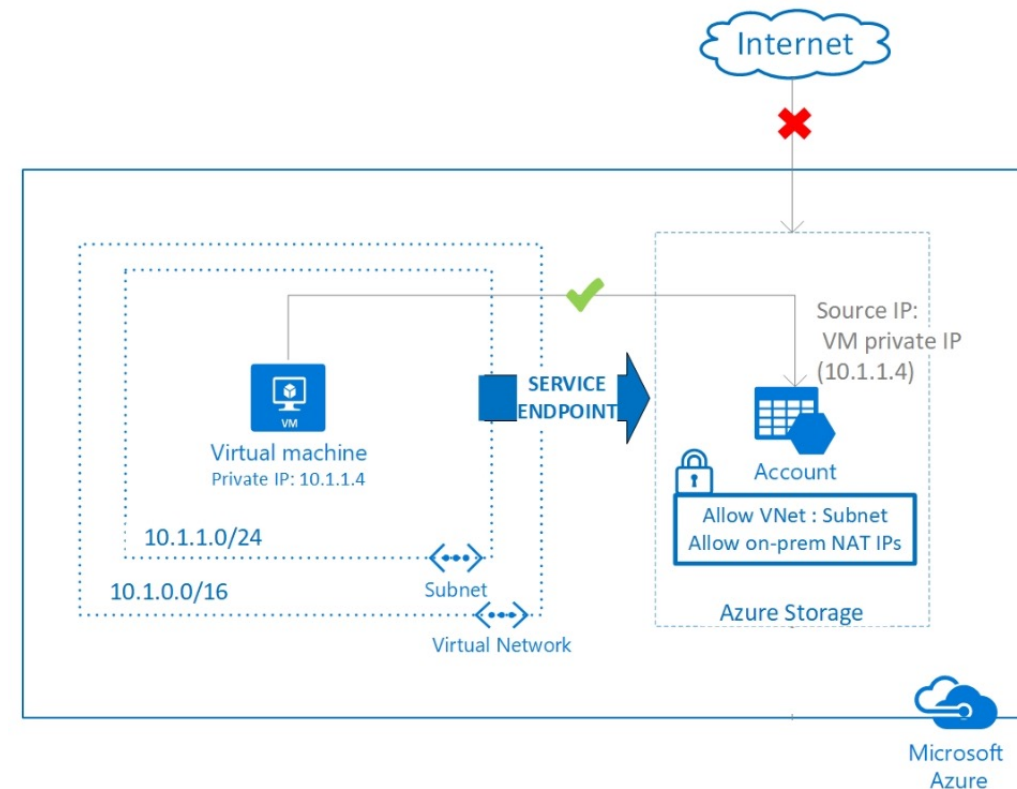 Internet
Source IP:
VM private IP
(10.1.1.4)
SERVICE
ENDPOINT
VM
Virtual machine
Private IP: 10.1.1.4
Account
Allow VNet : Subnet
Allow on-prem NAT IPs
10.1.1.0/24
Subnet
10.1.0.0/16
Azure Storage
Virtual Network
Microsoft
Azure